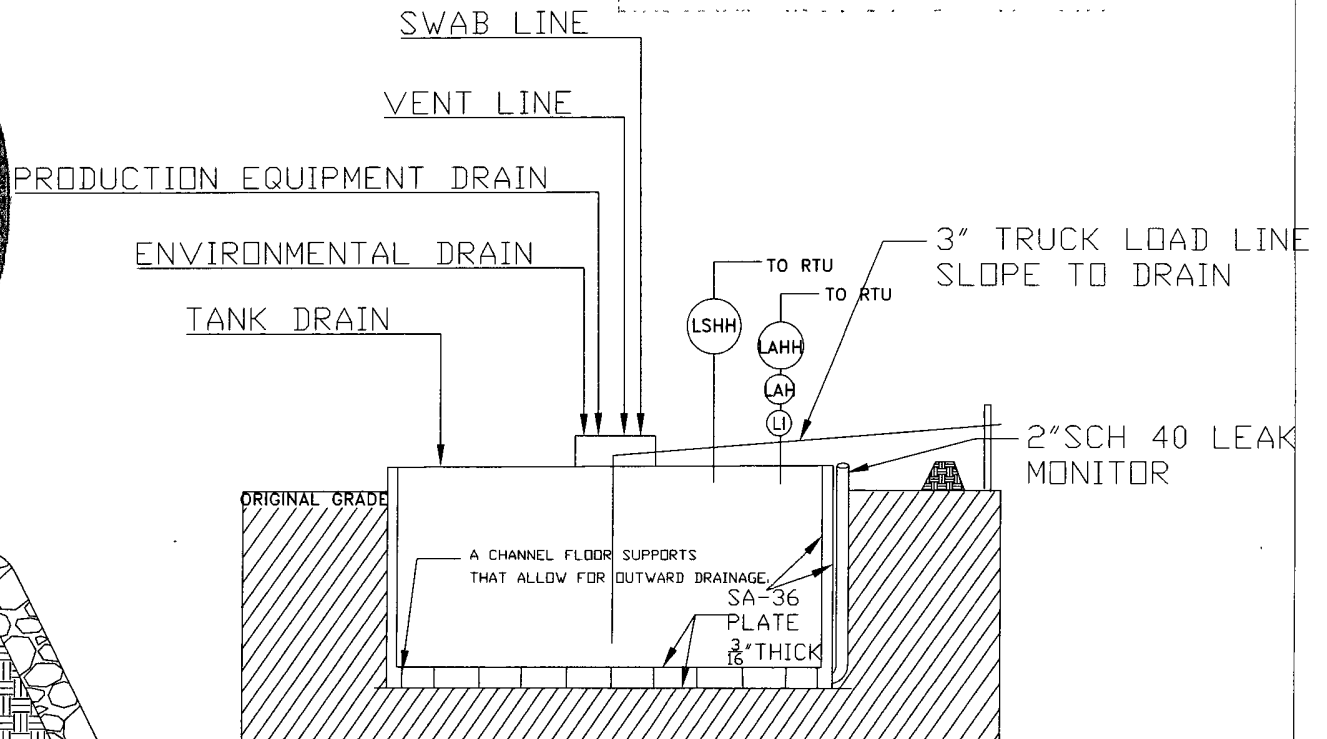 SWAB LINE
VENT LINE
PRODUCTION EQUIPMENT DRAIN
ENVIRONMENTAL DRAIN
TANK DRAIN
3" TRUCK LOAD LINE
SLOPE TO DRAIN
TO RTU
TO RTU
LSHH
LAHH
LAH
LI
2"SCH 40 LEAK
MONITOR
ORIGINAL GRADE
A CHANNEL FLOOR SUPPORTS
THAT ALLOW FOR OUTWARD DRAINAGE.
SA-36
PLATE
3/16"THICK